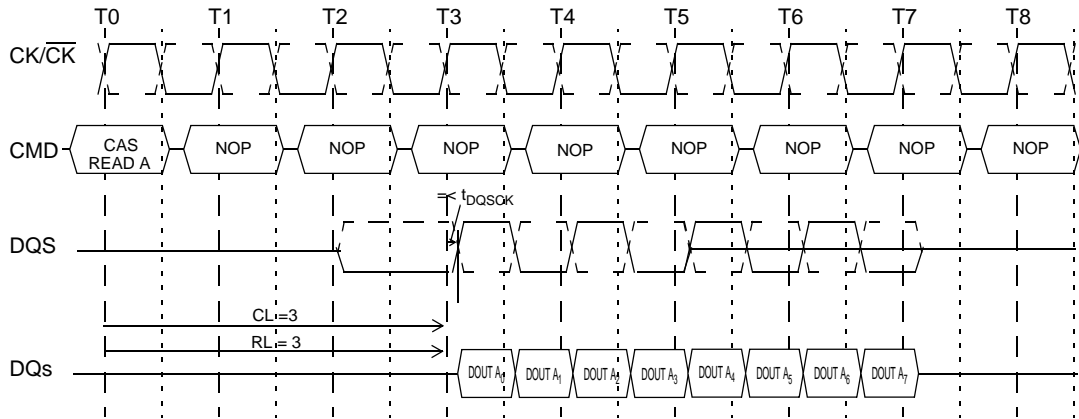 T0 T1 T2 T3 T4 T5 T6 T7 T8
CK/C̅K̅
CMD CAS READ A NOP NOP NOP NOP NOP NOP NOP NOP
=< tDQSCK
DQS
CL =3
RL = 3
DQs DOUT A0 DOUT A1 DOUT A2 DOUT A3 DOUT A4 DOUT A5 DOUT A6 DOUT A7